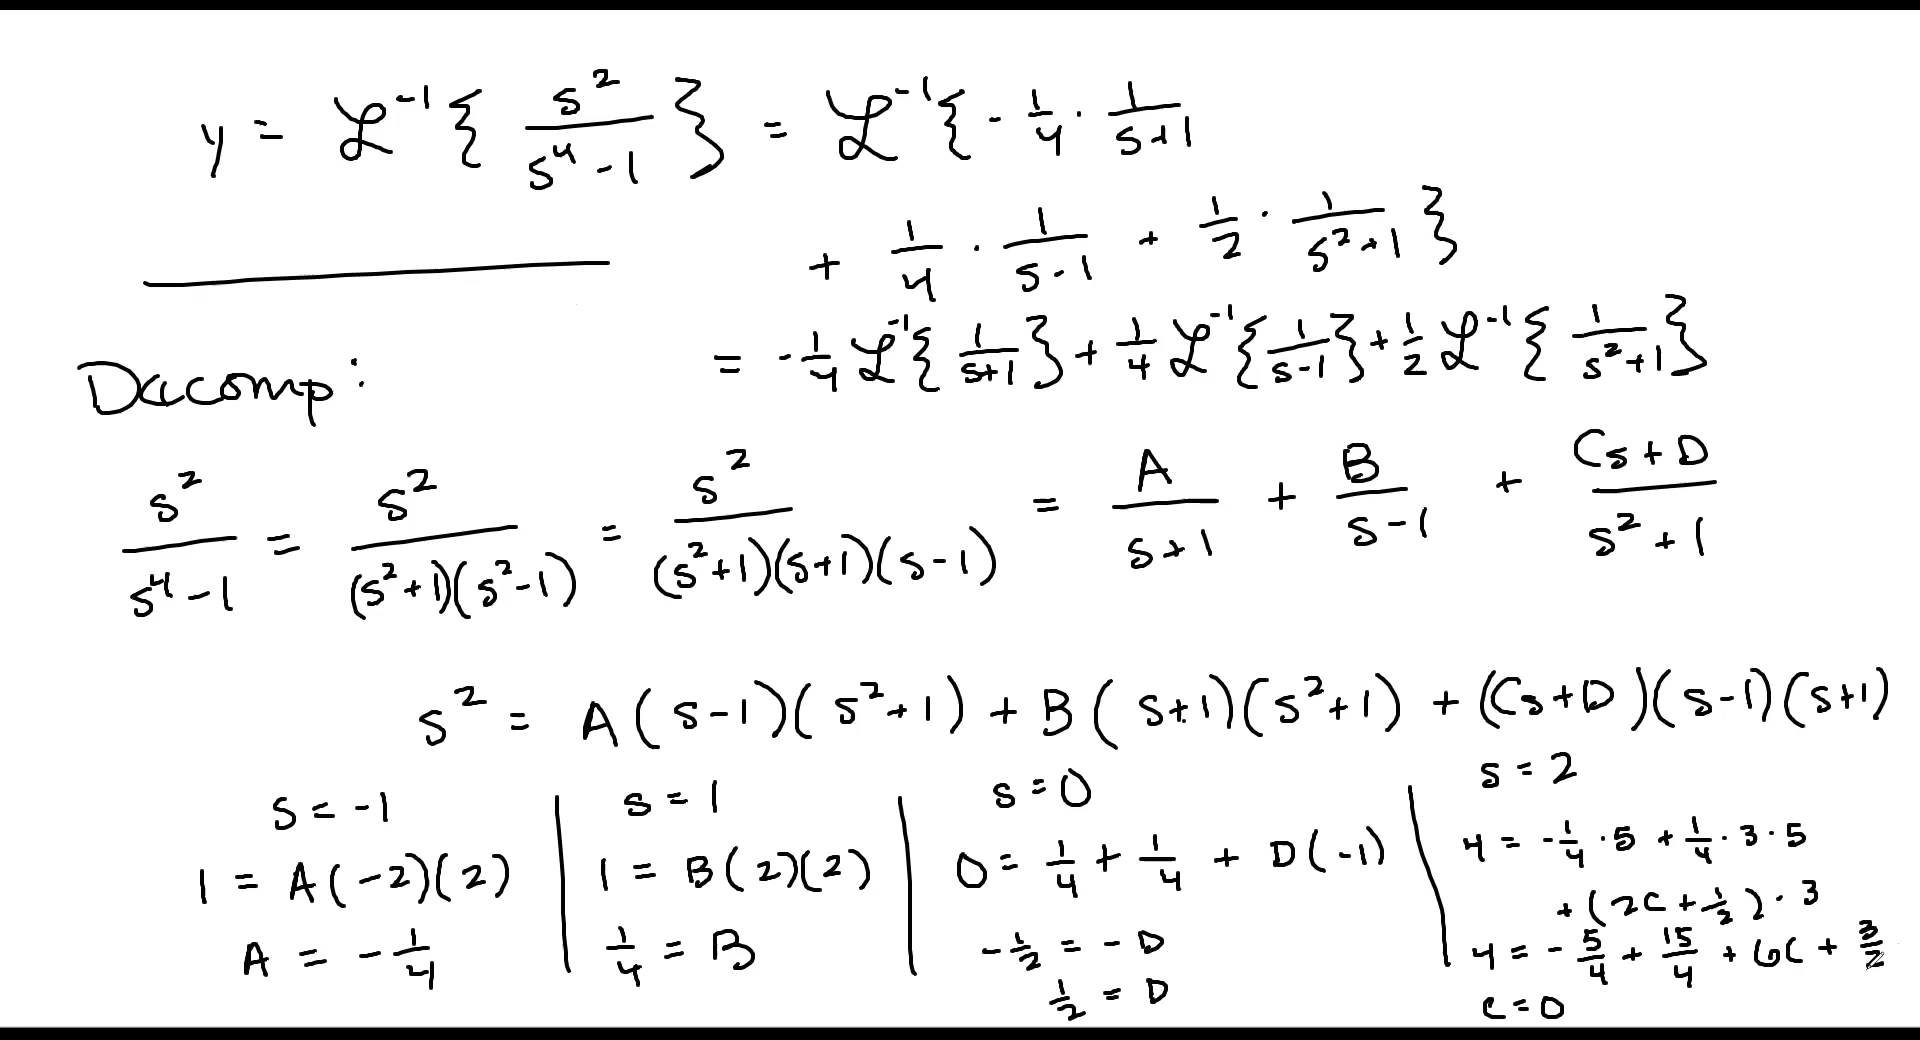 y = ℒ⁻¹{ s²/(s⁴-1) } = ℒ⁻¹{ - 1/4 · 1/(s+1)
+ 1/4 · 1/(s-1) + 1/2 · 1/(s²+1) }
= -1/4 ℒ⁻¹{ 1/(s+1) } + 1/4 ℒ⁻¹{ 1/(s-1) } + 1/2 ℒ⁻¹{ 1/(s²+1) }
Decomp:
s²/(s⁴-1) = s²/((s²+1)(s²-1)) = s²/((s²+1)(s+1)(s-1)) = A/(s+1) + B/(s-1) + (Cs+D)/(s²+1)
s² = A(s-1)(s²+1) + B(s+1)(s²+1) + (Cs+D)(s-1)(s+1)
s = -1
1 = A(-2)(2)
A = -1/4
s = 1
1 = B(2)(2)
1/4 = B
s = 0
0 = 1/4 + 1/4 + D(-1)
-1/2 = -D
1/2 = D
s = 2
4 = -1/4 · 5 + 1/4 · 3 · 5
+ (2C + 1/2) · 3
4 = -5/4 + 15/4 + 6C + 3/2
C = 0